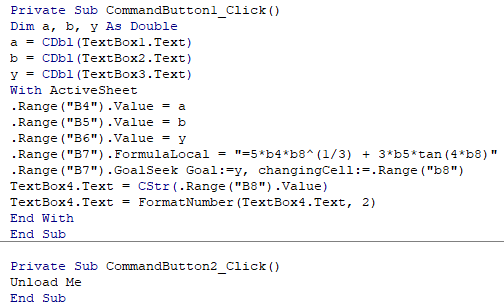 Private Sub CommandButton1_Click()
Dim a, b, y As Double
a = CDbl(TextBox1.Text)
b = CDbl(TextBox2.Text)
y = CDbl(TextBox3.Text)
With ActiveSheet
.Range("B4").Value = a
.Range("B5").Value = b
.Range("B6").Value = y
.Range("B7").FormulaLocal = "=5*b4*b8^(1/3) + 3*b5*tan(4*b8)"
.Range("B7").GoalSeek Goal:=y, changingCell:=.Range("b8")
TextBox4.Text = CStr(.Range("B8").Value)
TextBox4.Text = FormatNumber(TextBox4.Text, 2)
End With
End Sub
Private Sub CommandButton2_Click()
Unload Me
End Sub